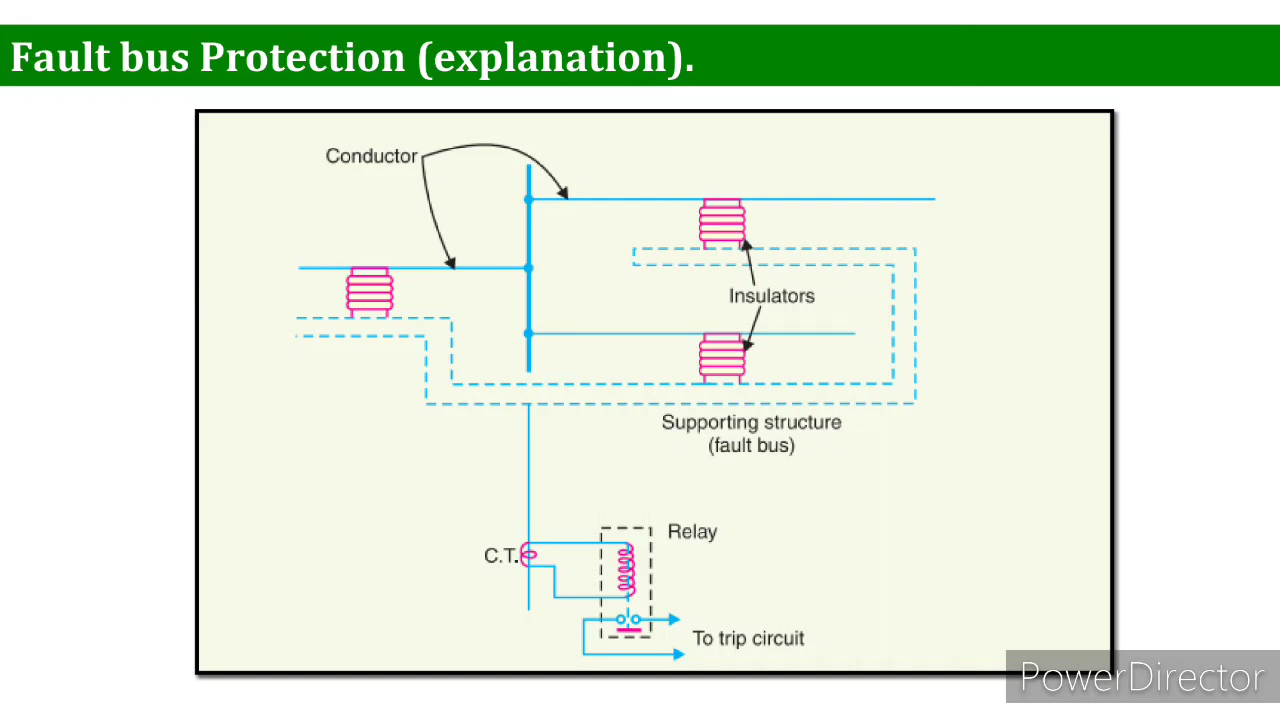 Fault bus Protection (explanation).
Conductor
Insulators
Supporting structure
(fault bus)
Relay
C.T.
To trip circuit
PowerDirector